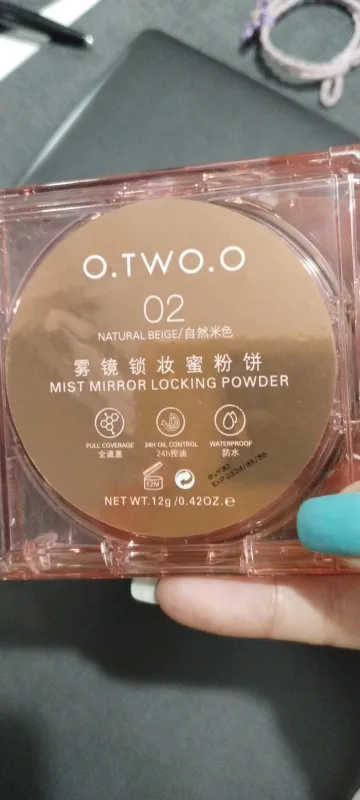 O.TWO.O
02
NATURAL BEIGE/自然米色
雾镜锁妆蜜粉饼
MIST MIRROR LOCKING POWDER
FULL COVERAGE
全遮盖
24H OIL CONTROL
24h控油
WATERPROOF
防水
12M
NET WT.12g/0.42OZ.e